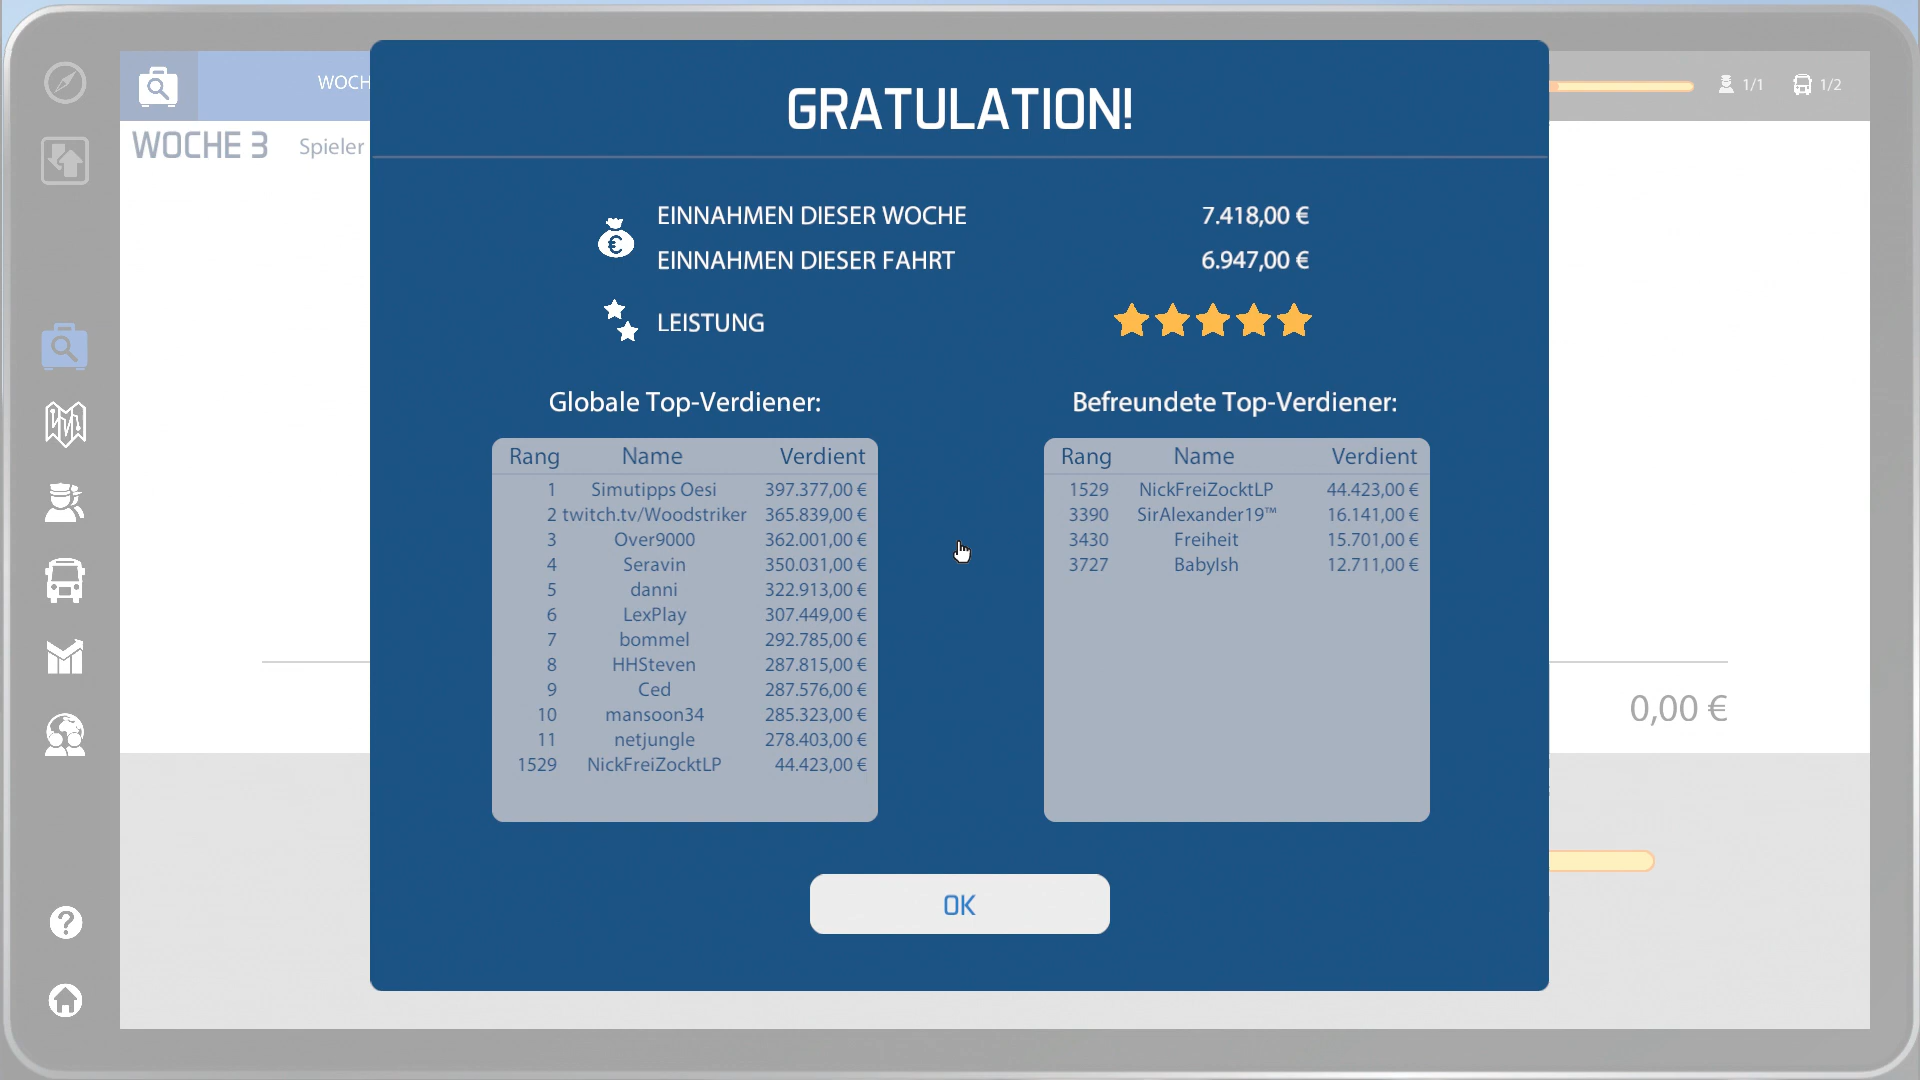 WOCH
1/1
1/2
WOCHE 3
Spieler
GRATULATION!
EINNAHMEN DIESER WOCHE 7.418,00 €
EINNAHMEN DIESER FAHRT 6.947,00 €
LEISTUNG
Globale Top-Verdiener:
Rang Name Verdient
1 Simutipps Oesi 397.377,00 €
2 twitch.tv/Woodstriker 365.839,00 €
3 Over9000 362.001,00 €
4 Seravin 350.031,00 €
5 danni 322.913,00 €
6 LexPlay 307.449,00 €
7 bommel 292.785,00 €
8 HHSteven 287.815,00 €
9 Ced 287.576,00 €
10 mansoon34 285.323,00 €
11 netjungle 278.403,00 €
1529 NickFreiZocktLP 44.423,00 €
Befreundete Top-Verdiener:
Rang Name Verdient
1529 NickFreiZocktLP 44.423,00 €
3390 SirAlexander19™ 16.141,00 €
3430 Freiheit 15.701,00 €
3727 BabyIsh 12.711,00 €
0,00 €
OK